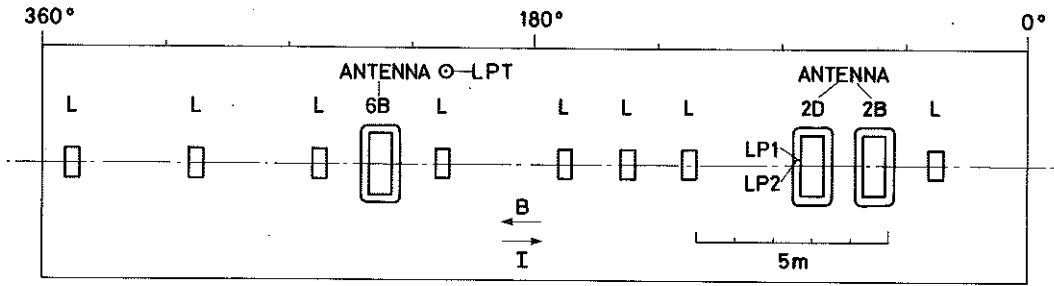 360° 180° 0°
ANTENNA ⊙—LPT ANTENNA
L L L 6B L L L L 2D 2B L
LP1
LP2
B
I
5m